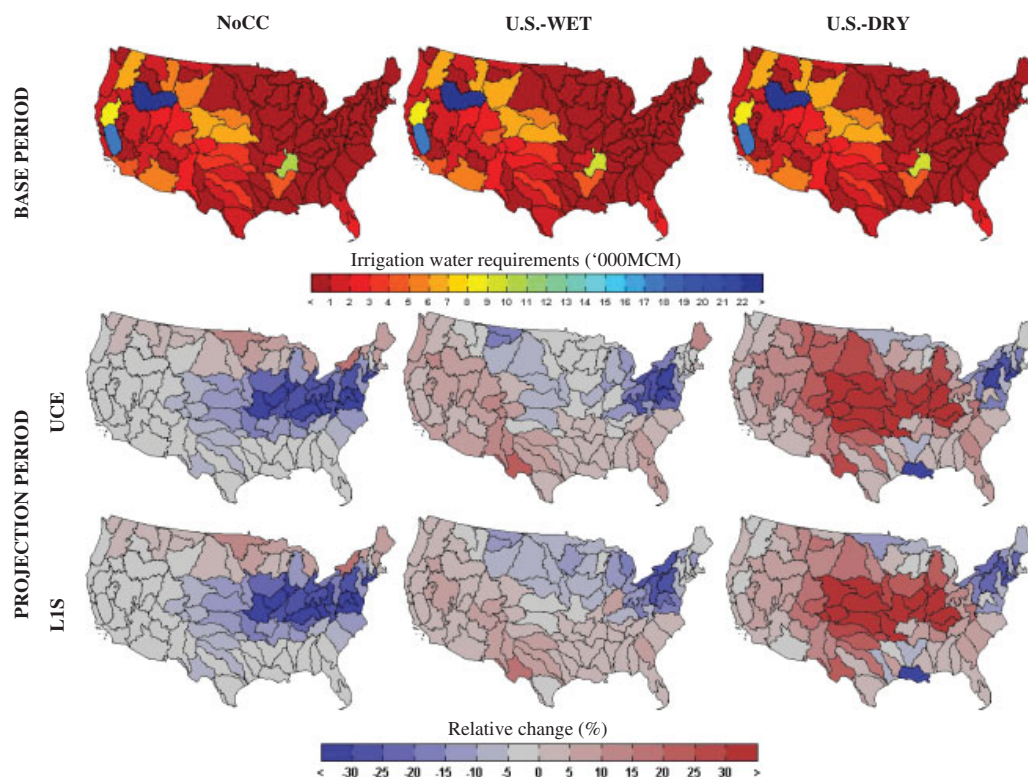 NoCC U.S.-WET U.S.-DRY
BASE PERIOD
Irrigation water requirements (‘000MCM)
< 1 2 3 4 5 6 7 8 9 10 11 12 13 14 15 16 17 18 19 20 21 22 >
PROJECTION PERIOD
UCE
LIS
Relative change (%)
< -30 -25 -20 -15 -10 -5 0 5 10 15 20 25 30 >